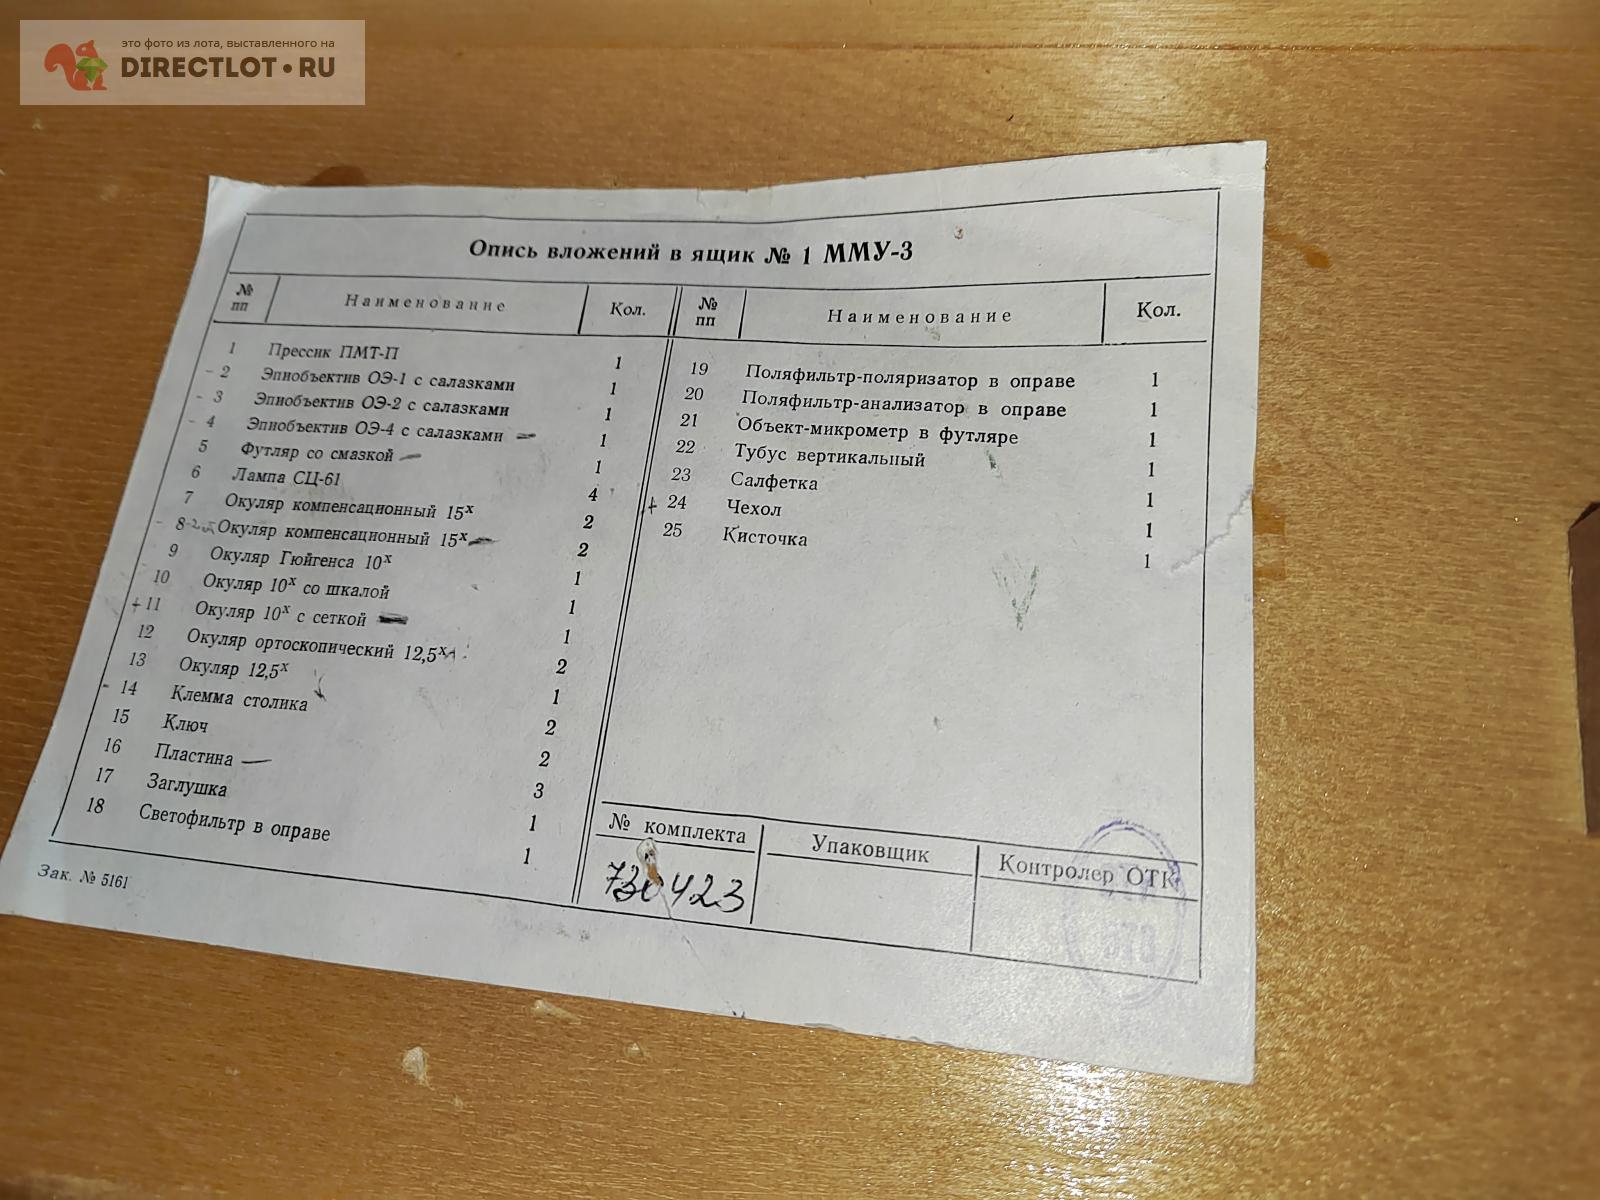 это фото из лота, выставленного на
DIRECTLOT • RU
Опись вложений в ящик № 1 ММУ-3
№ пп Наименование Кол.
1 Прессик ПМТ-П 1
2 Эпиобъектив ОЭ-1 с салазками 1
3 Эпиобъектив ОЭ-2 с салазками 1
4 Эпиобъектив ОЭ-4 с салазками 1
5 Футляр со смазкой 1
6 Лампа СЦ-61 4
7 Окуляр компенсационный 15ˣ 2
8 Окуляр компенсационный 15ˣ 2
9 Окуляр Гюйгенса 10ˣ 1
10 Окуляр 10ˣ со шкалой 1
11 Окуляр 10ˣ с сеткой 1
12 Окуляр ортоскопический 12,5ˣ 2
13 Окуляр 12,5ˣ 1
14 Клемма столика 2
15 Ключ 2
16 Пластина 3
17 Заглушка 1
18 Светофильтр в оправе 1
№ пп Наименование Кол.
19 Поляфильтр-поляризатор в оправе 1
20 Поляфильтр-анализатор в оправе 1
21 Объект-микрометр в футляре 1
22 Тубус вертикальный 1
23 Салфетка 1
24 Чехол 1
25 Кисточка 1
№ комплекта Упаковщик Контролер ОТК
730423
Зак. № 5161